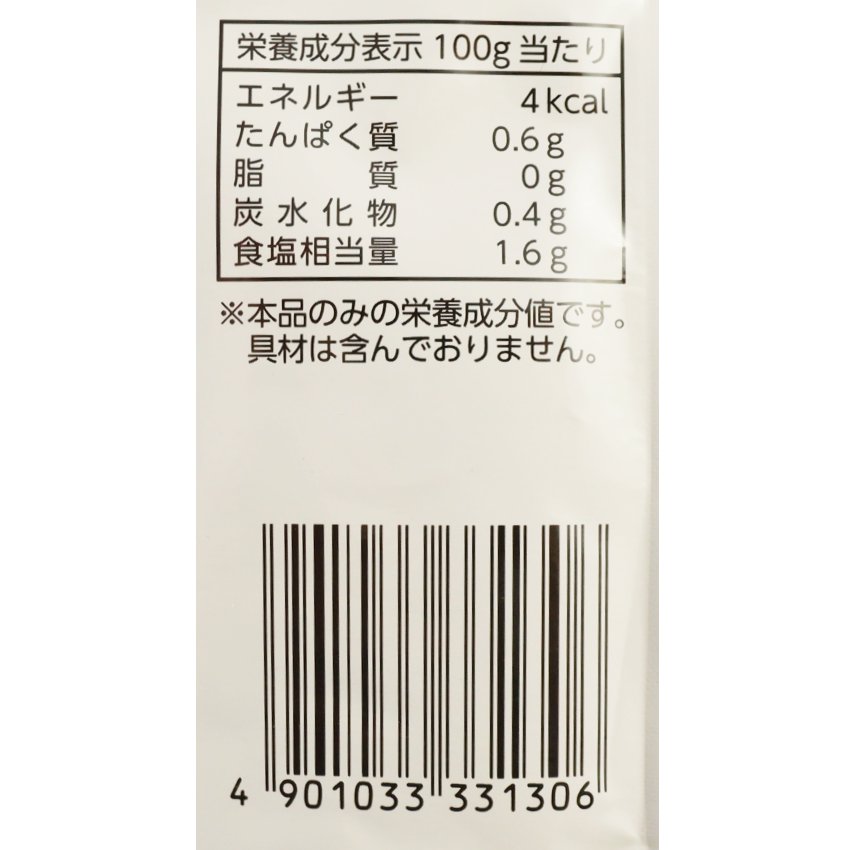 栄養成分表示 100g 当たり
エネルギー 4kcal
たんぱく質 0.6g
脂質 0g
炭水化物 0.4g
食塩相当量 1.6g
※本品のみの栄養成分値です。
具材は含んでおりません。
4 901033 331306